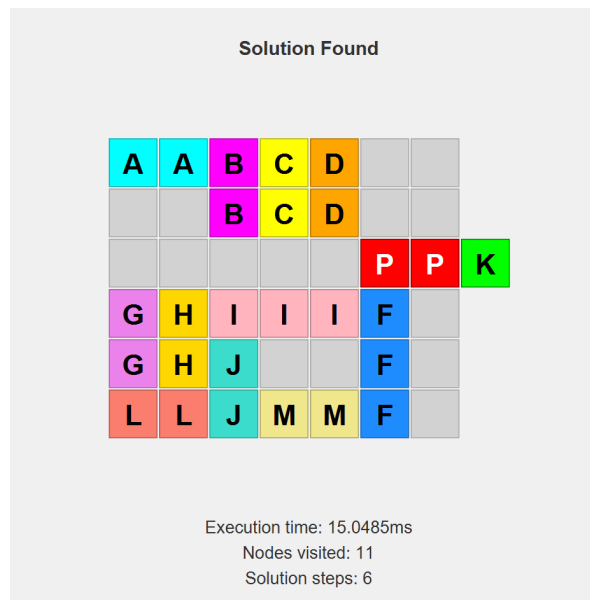 Solution Found
A A B C D
B C D
P P K
G H I I I F
G H J F
L L J M M F
Execution time: 15.0485ms
Nodes visited: 11
Solution steps: 6